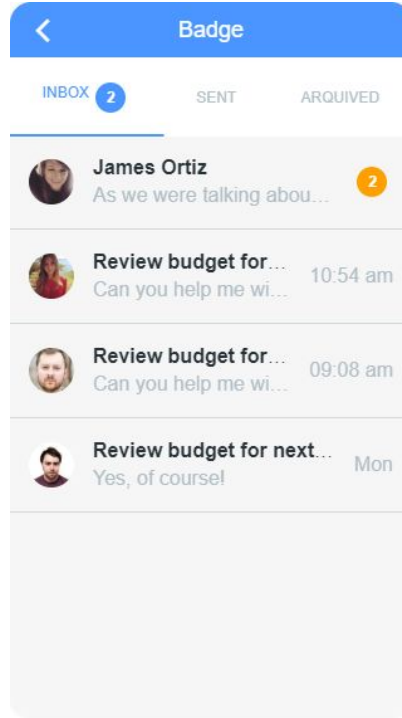 Badge
INBOX 2
SENT
ARQUIVED
James Ortiz
As we were talking abou...
2
Review budget for...
Can you help me wi...
10:54 am
Review budget for...
Can you help me wi...
09:08 am
Review budget for next...
Yes, of course!
Mon